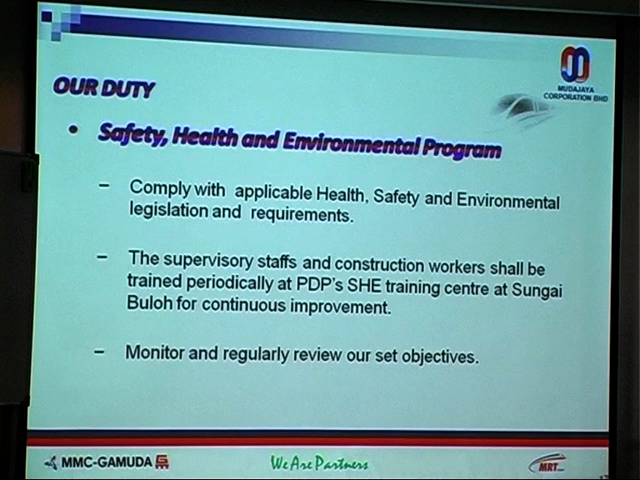 MUDAJAYA
CORPORATION BHD
OUR DUTY
• Safety, Health and Environmental Program
– Comply with applicable Health, Safety and Environmental
legislation and requirements.
– The supervisory staffs and construction workers shall be
trained periodically at PDP's SHE training centre at Sungai
Buloh for continuous improvement.
– Monitor and regularly review our set objectives.
MMC-GAMUDA
We Are Partners
MRT